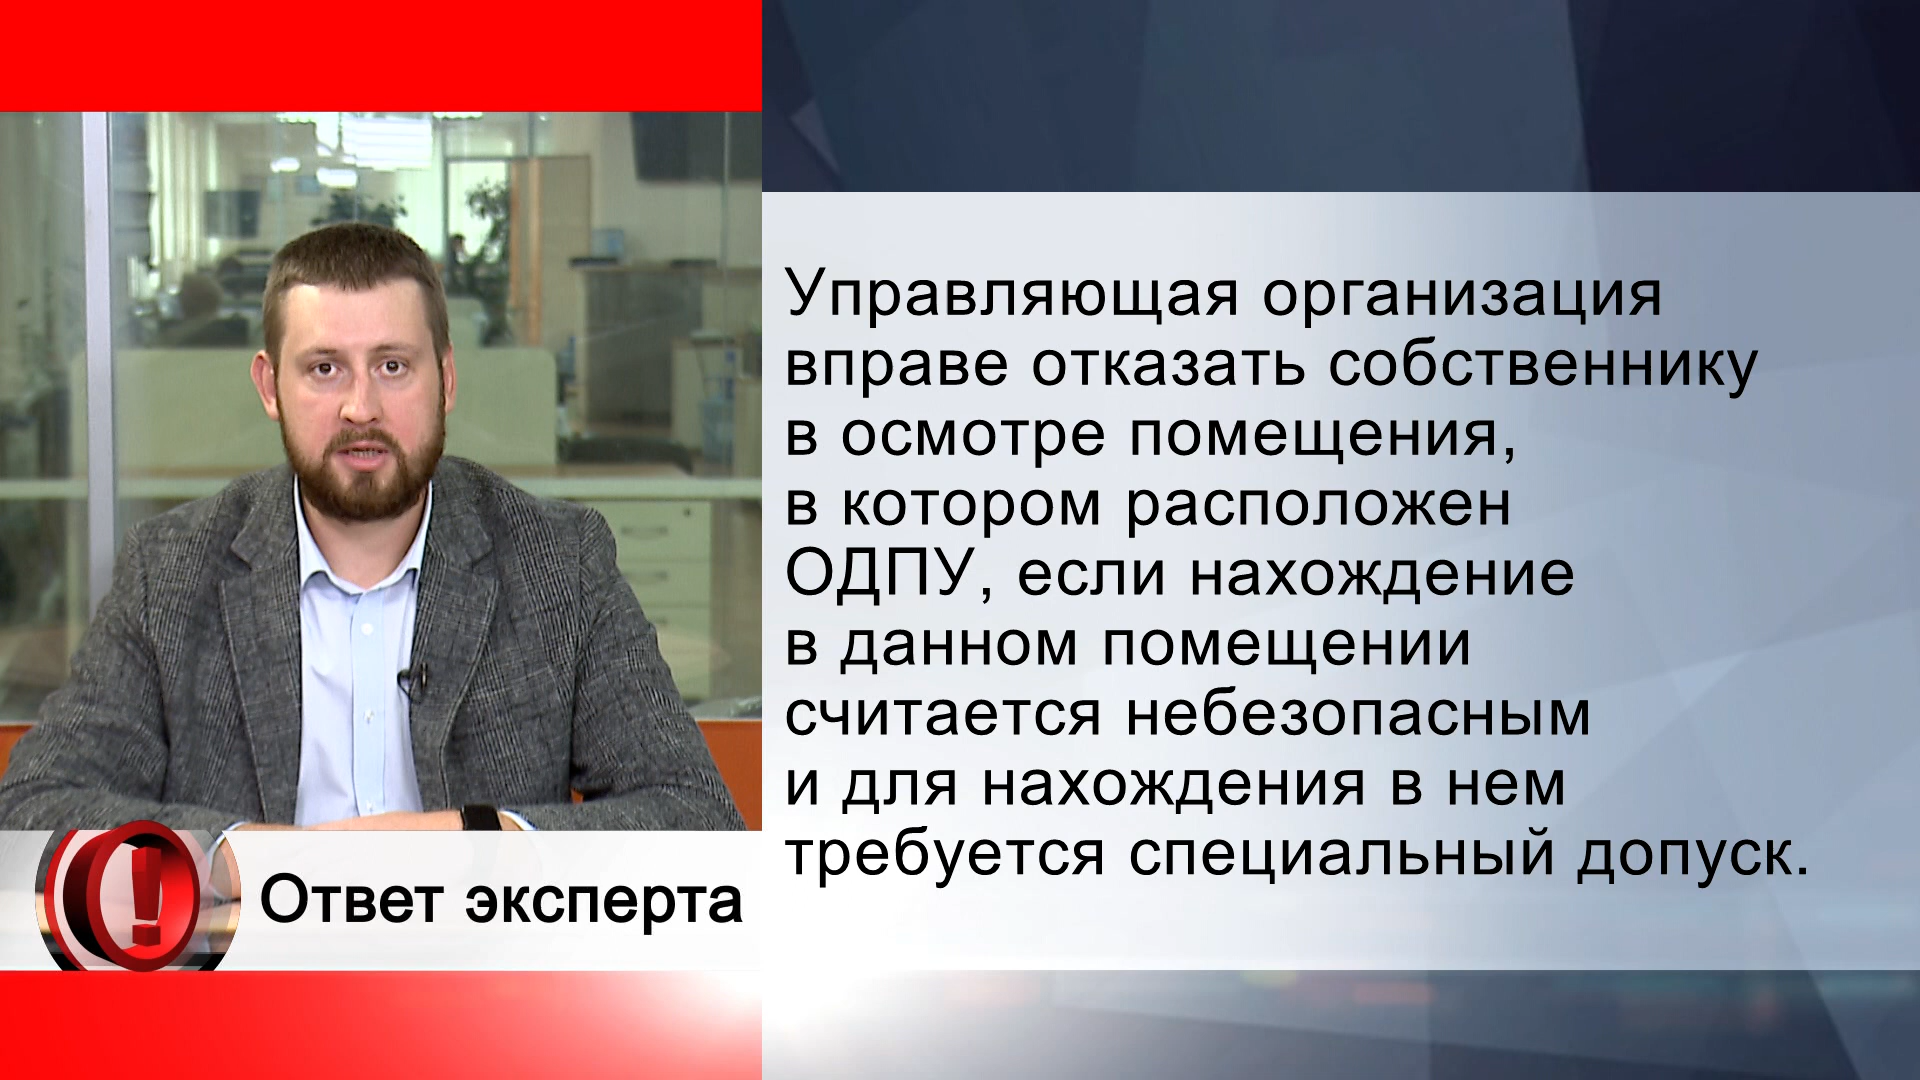 Управляющая организация
вправе отказать собственнику
в осмотре помещения,
в котором расположен
ОДПУ, если нахождение
в данном помещении
считается небезопасным
и для нахождения в нем
требуется специальный допуск.
Ответ эксперта